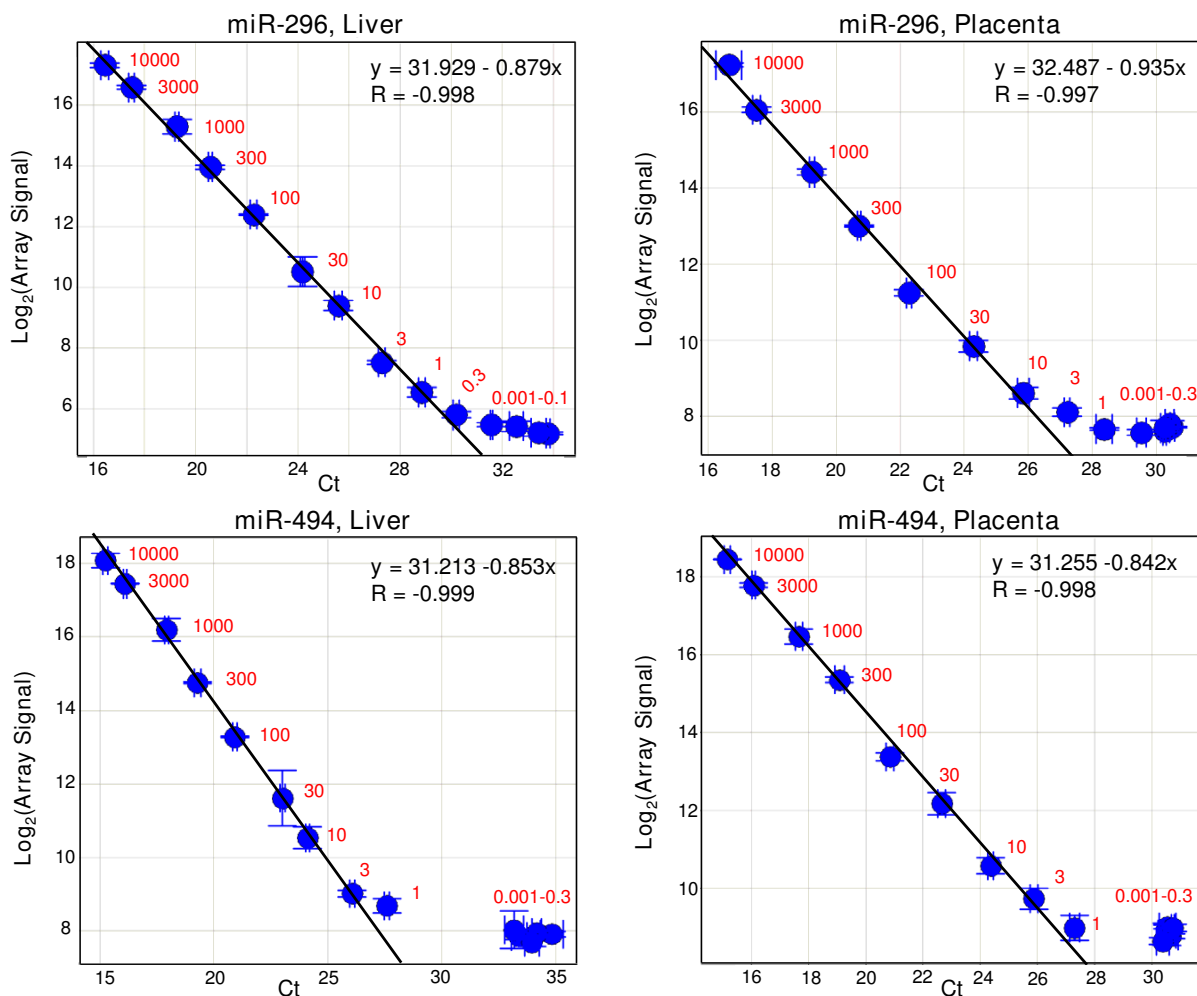 miR-296, Liver
y = 31.929 - 0.879x
R = -0.998
10000
3000
1000
300
100
30
10
3
1
0.3
0.001-0.1
16
14
12
10
8
6
Log₂(Array Signal)
16 20 24 28 32
Ct
miR-296, Placenta
y = 32.487 - 0.935x
R = -0.997
10000
3000
1000
300
100
30
10
3
1
0.001-0.3
16
14
12
10
8
Log₂(Array Signal)
16 18 20 22 24 26 28 30
Ct
miR-494, Liver
y = 31.213 -0.853x
R = -0.999
10000
3000
1000
300
100
30
10
3
1
0.001-0.3
18
16
14
12
10
8
Log₂(Array Signal)
15 20 25 30 35
Ct
miR-494, Placenta
y = 31.255 -0.842x
R = -0.998
10000
3000
1000
300
100
30
10
3
1
0.001-0.3
18
16
14
12
10
Log₂(Array Signal)
16 18 20 22 24 26 28 30
Ct